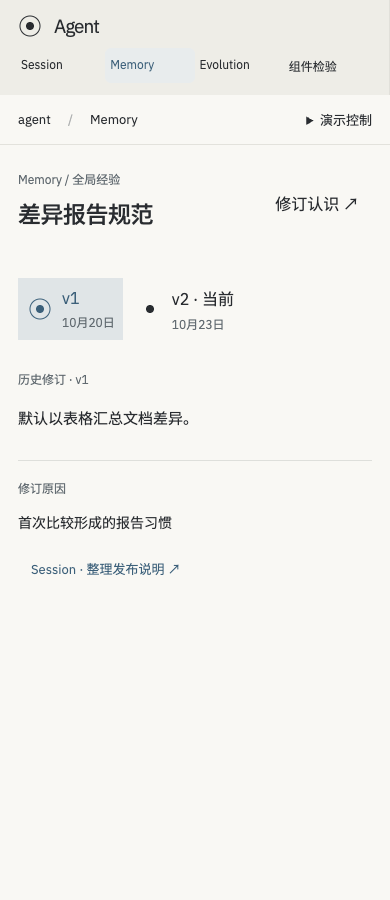 Agent
Session Memory Evolution 组件检验
agent / Memory ▶ 演示控制
Memory / 全局经验
差异报告规范
修订认识 ↗
v1
10月20日
v2 · 当前
10月23日
历史修订 · v1
默认以表格汇总文档差异。
修订原因
首次比较形成的报告习惯
Session · 整理发布说明 ↗